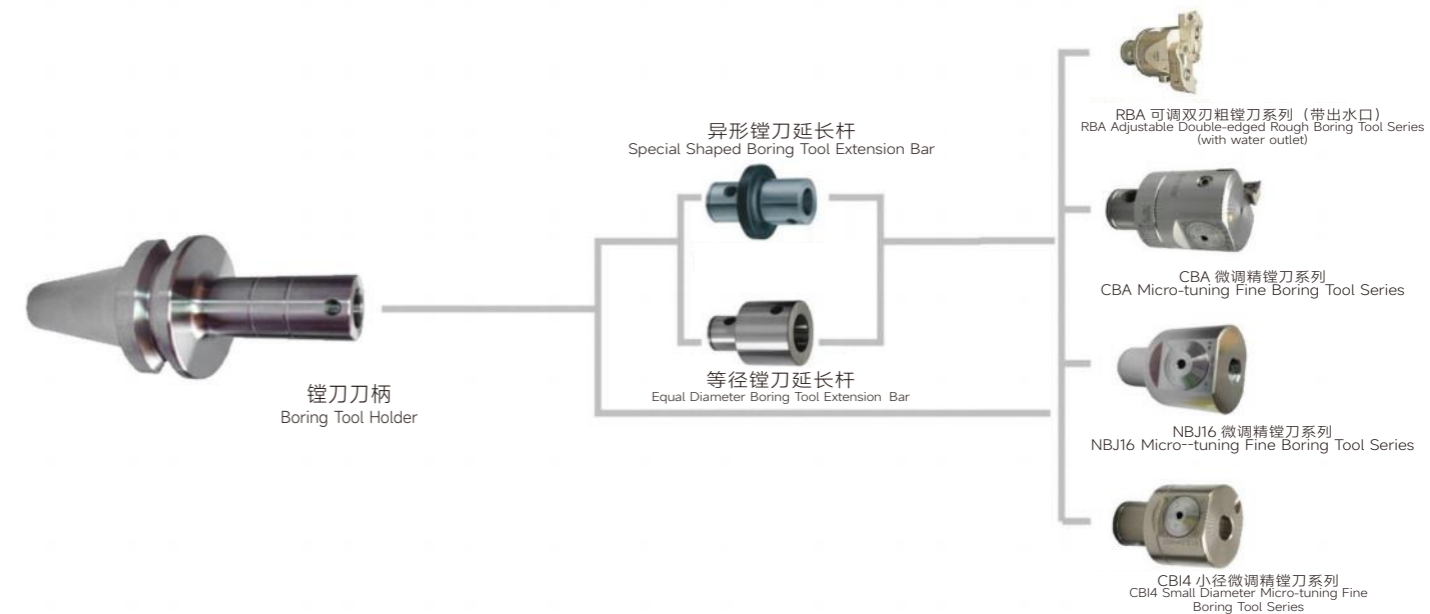 镗刀刀柄
Boring Tool Holder
异形镗刀延长杆
Special Shaped Boring Tool Extension Bar
等径镗刀延长杆
Equal Diameter Boring Tool Extension Bar
RBA 可调双刃粗镗刀系列（带出水口）
RBA Adjustable Double-edged Rough Boring Tool Series
(with water outlet)
CBA 微调精镗刀系列
CBA Micro-tuning Fine Boring Tool Series
NBJ16 微调精镗刀系列
NBJ16 Micro--tuning Fine Boring Tool Series
CBI4 小径微调精镗刀系列
CBI4 Small Diameter Micro-tuning Fine
Boring Tool Series